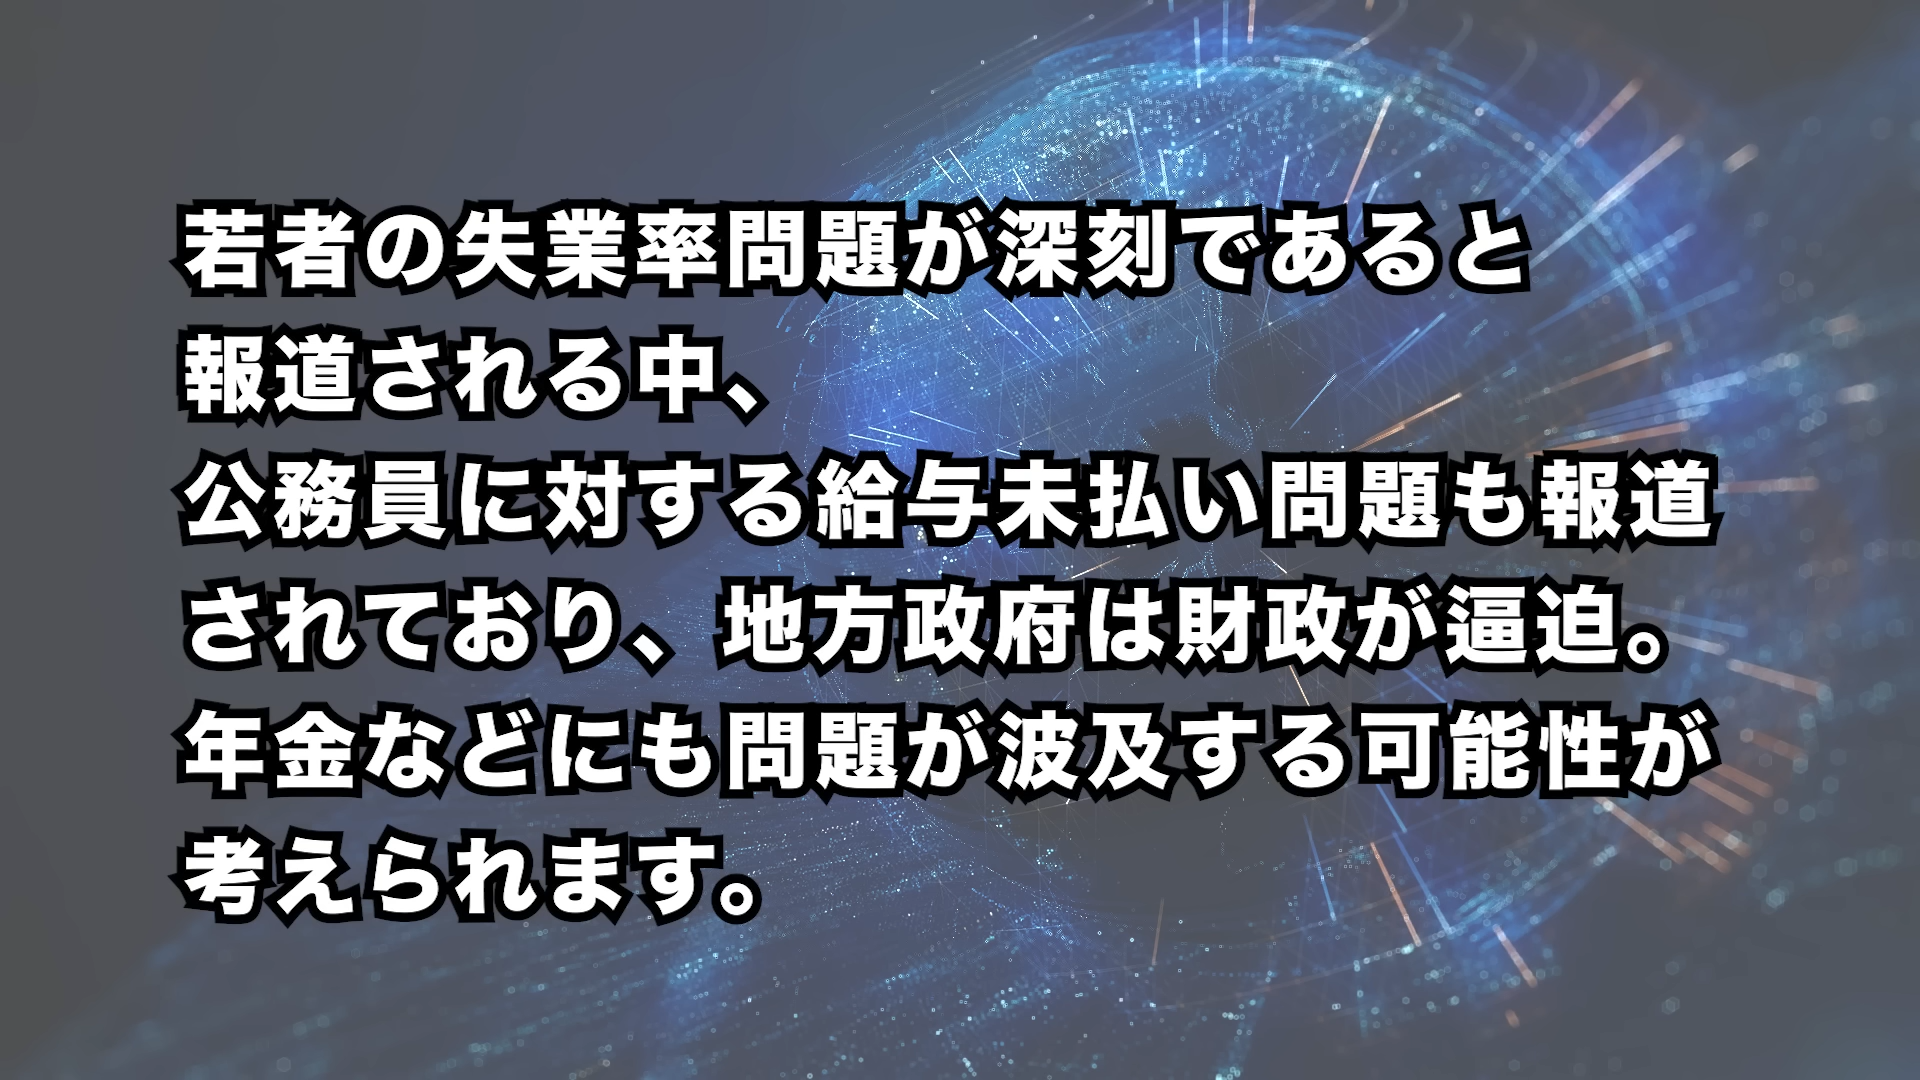 若者の失業率問題が深刻であると
報道される中、
公務員に対する給与未払い問題も報道
されており、地方政府は財政が逼迫。
年金などにも問題が波及する可能性が
考えられます。